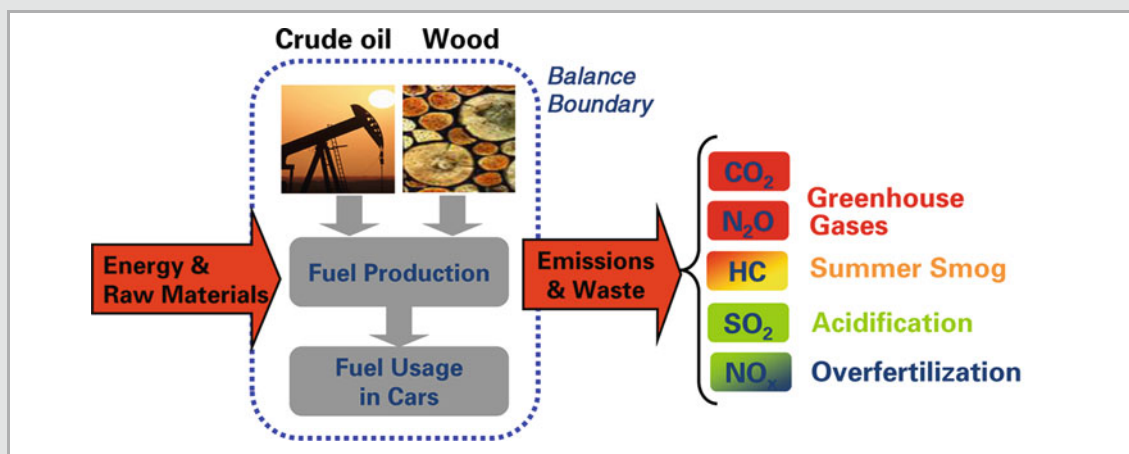 Crude oil Wood
Balance
Boundary
Energy &
Raw Materials
Fuel Production
Fuel Usage
in Cars
Emissions
& Waste
CO₂
N₂O
Greenhouse
Gases
HC Summer Smog
SO₂ Acidification
NOₓ Overfertilization